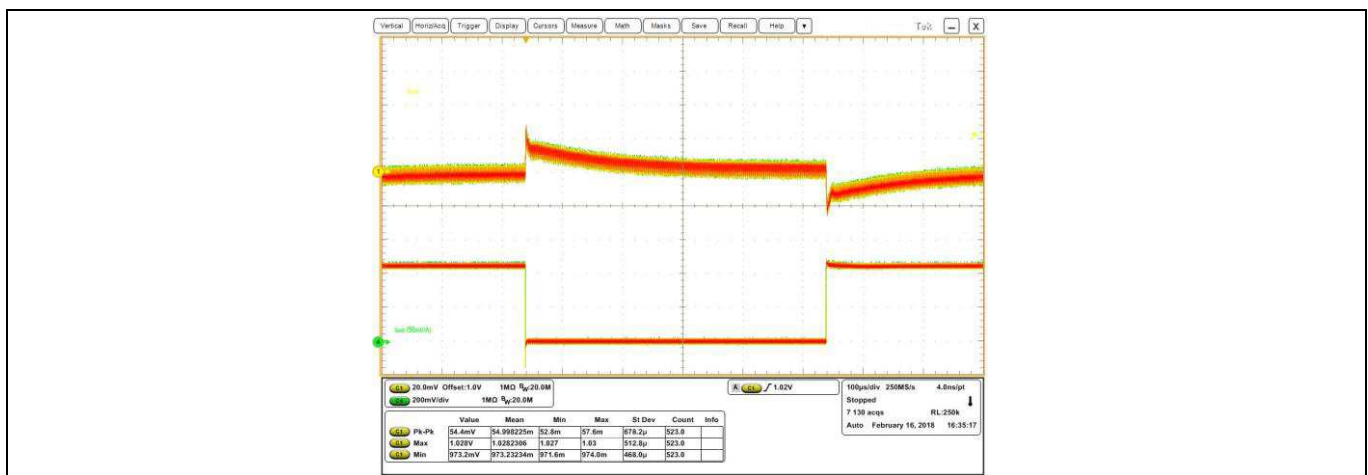 Vertical Horiz/Acq Trigger Display Cursors Measure Math Masks Save Recall Help Tek X
C1 20.0mV Offset:1.0V 1MΩ BW:20.0M
200mV/div 1MΩ BW:20.0M
A C1 1.02V
100µs/div 250MS/s 4.0ns/pt
Stopped
7 130 acqs RL:250k
Auto February 16, 2018 16:35:17
Value Mean Min Max St Dev Count Info
C1 Pk-Pk 54.4mV 54.998225m 52.8m 57.6m 678.2µ 523.0
C1 Max 1.028V 1.0282306 1.027 1.03 512.8µ 523.0
C1 Min 973.2mV 973.23234m 971.6m 974.0m 468.0µ 523.0